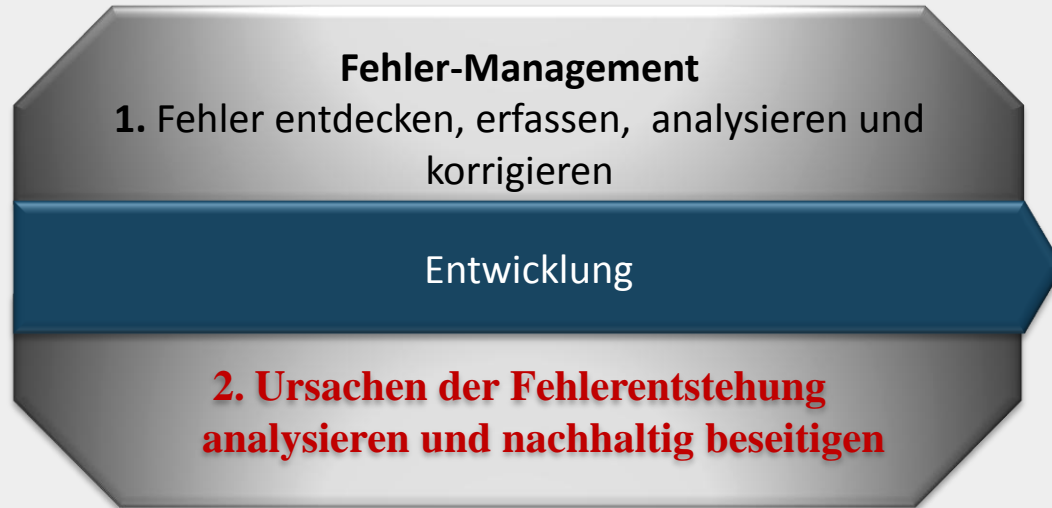 Fehler-Management
1. Fehler entdecken, erfassen, analysieren und
korrigieren
Entwicklung
2. Ursachen der Fehlerentstehung
analysieren und nachhaltig beseitigen